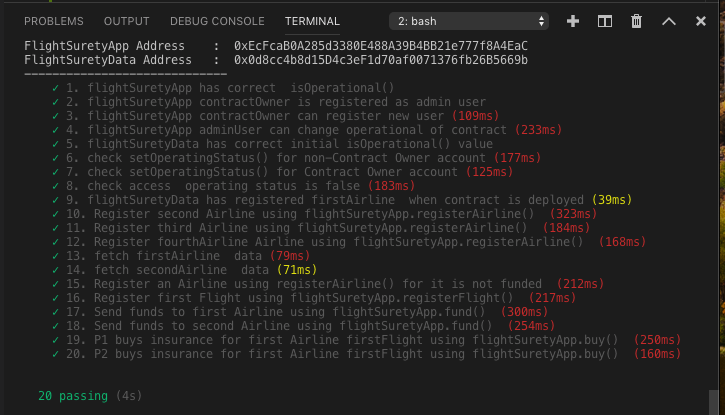 PROBLEMS OUTPUT DEBUG CONSOLE TERMINAL 2: bash
FlightSuretyApp Address : 0xEcFcaB0A285d3380E488A39B4BB21e777f8A4EaC
FlightSuretyData Address : 0x0d8cc4b8d15D4c3eF1d70af0071376fb26B5669b
-----------------------------
✓ 1. flightSuretyApp has correct isOperational()
✓ 2. flightSuretyApp contractOwner is registered as admin user
✓ 3. flightSuretyApp contractOwner can register new user (109ms)
✓ 4. flightSuretyApp adminUser can change operational of contract (233ms)
✓ 5. flightSuretyData has correct initial isOperational() value
✓ 6. check setOperatingStatus() for non-Contract Owner account (177ms)
✓ 7. check setOperatingStatus() for Contract Owner account (125ms)
✓ 8. check access operating status is false (183ms)
✓ 9. flightSuretyData has registered firstAirline when contract is deployed (39ms)
✓ 10. Register second Airline using flightSuretyApp.registerAirline() (323ms)
✓ 11. Register third Airline using flightSuretyApp.registerAirline() (184ms)
✓ 12. Register fourthAirline Airline using flightSuretyApp.registerAirline() (168ms)
✓ 13. fetch firstAirline data (79ms)
✓ 14. fetch secondAirline data (71ms)
✓ 15. Register an Airline using registerAirline() for it is not funded (212ms)
✓ 16. Register first Flight using flightSuretyApp.registerFlight() (217ms)
✓ 17. Send funds to first Airline using flightSuretyApp.fund() (300ms)
✓ 18. Send funds to second Airline using flightSuretyApp.fund() (254ms)
✓ 19. P1 buys insurance for first Airline firstFlight using flightSuretyApp.buy() (250ms)
✓ 20. P2 buys insurance for first Airline firstFlight using flightSuretyApp.buy() (160ms)
20 passing (4s)